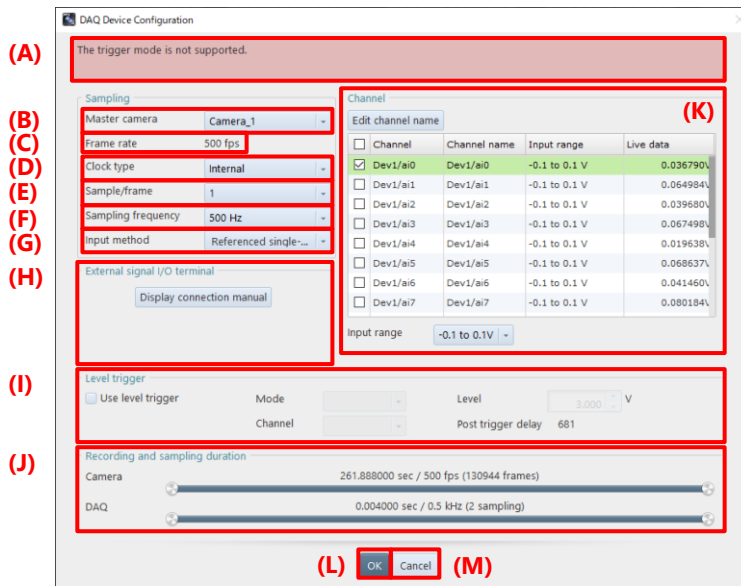 DAQ Device Configuration
(A)
The trigger mode is not supported.
Sampling
(B)
Master camera Camera_1
(C)
Frame rate 500 fps
(D)
Clock type Internal
(E)
Sample/frame 1
(F)
Sampling frequency 500 Hz
(G)
Input method Referenced single-...
(H)
External signal I/O terminal
Display connection manual
Channel
(K)
Edit channel name
Channel Channel name Input range Live data
Dev1/ai0 Dev1/ai0 -0.1 to 0.1 V 0.036790V
Dev1/ai1 Dev1/ai1 -0.1 to 0.1 V 0.064984V
Dev1/ai2 Dev1/ai2 -0.1 to 0.1 V 0.039680V
Dev1/ai3 Dev1/ai3 -0.1 to 0.1 V 0.067498V
Dev1/ai4 Dev1/ai4 -0.1 to 0.1 V 0.019638V
Dev1/ai5 Dev1/ai5 -0.1 to 0.1 V 0.068637V
Dev1/ai6 Dev1/ai6 -0.1 to 0.1 V 0.041460V
Dev1/ai7 Dev1/ai7 -0.1 to 0.1 V 0.080184V
Input range -0.1 to 0.1V
(I)
Level trigger
Use level trigger Mode Level 3.000 V
Channel Post trigger delay 681
(J)
Recording and sampling duration
Camera 261.888000 sec / 500 fps (130944 frames)
DAQ 0.004000 sec / 0.5 kHz (2 sampling)
(L) OK Cancel (M)